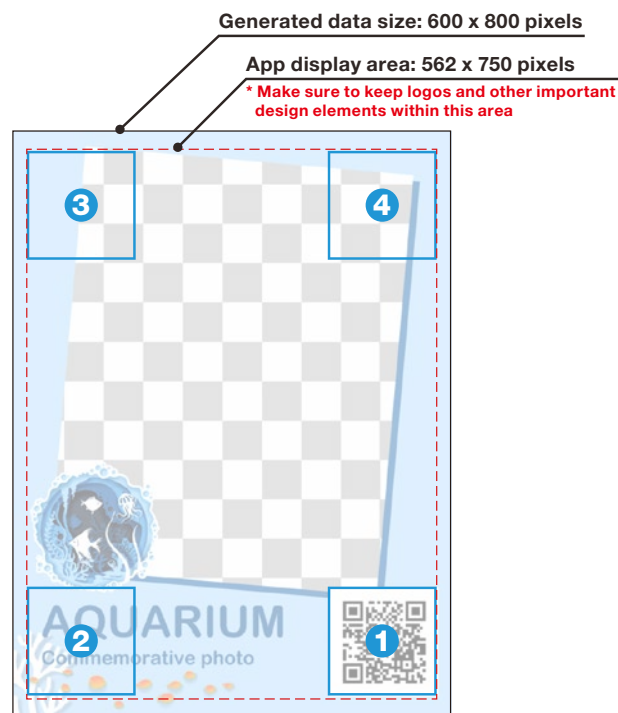 Generated data size: 600 x 800 pixels
App display area: 562 x 750 pixels
* Make sure to keep logos and other important
design elements within this area
3
4
AQUARIUM
2
1
Commemorative photo